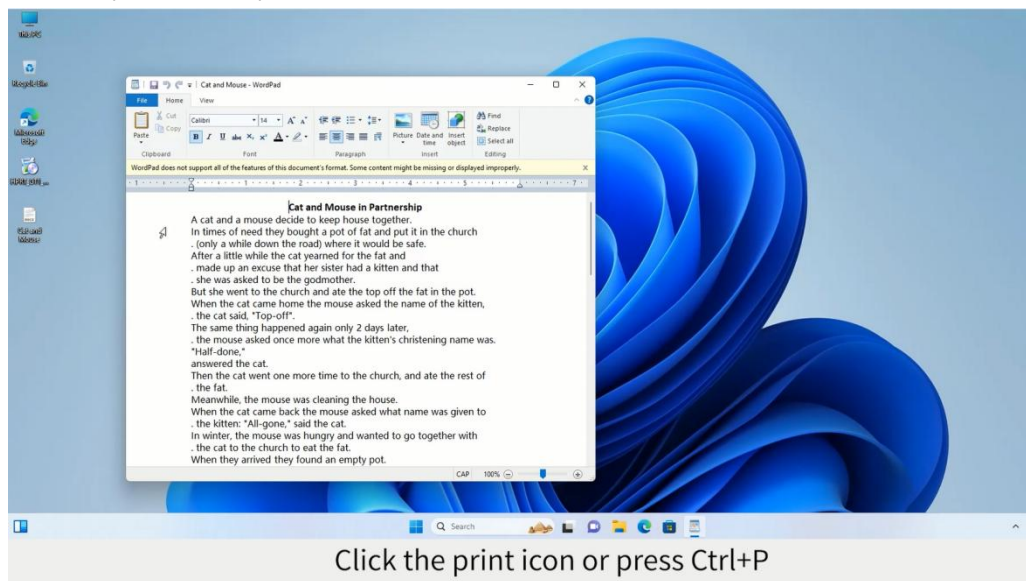 This PC
Recycle Bin
Microsoft
Edge
Cat and
Mouse
Cat and Mouse - WordPad
File Home View
Paste
Cut
Copy
Clipboard
Calibri 14
Font
Paragraph
Picture Date and time Insert object
Insert
Find
Replace
Select all
Editing
WordPad does not support all of the features of this document's format. Some content might be missing or displayed improperly. X
1 1 2 3 4 5 7
Cat and Mouse in Partnership
A cat and a mouse decide to keep house together.
In times of need they bought a pot of fat and put it in the church
. (only a while down the road) where it would be safe.
After a little while the cat yearned for the fat and
. made up an excuse that her sister had a kitten and that
. she was asked to be the godmother.
But she went to the church and ate the top off the fat in the pot.
When the cat came home the mouse asked the name of the kitten,
. the cat said, "Top-off".
The same thing happened again only 2 days later,
. the mouse asked once more what the kitten's christening name was.
"Half-done,"
answered the cat.
Then the cat went one more time to the church, and ate the rest of
. the fat.
Meanwhile, the mouse was cleaning the house.
When the cat came back the mouse asked what name was given to
. the kitten: "All-gone," said the cat.
In winter, the mouse was hungry and wanted to go together with
. the cat to the church to eat the fat.
When they arrived they found an empty pot.
CAP 100%
Search
Click the print icon or press Ctrl+P